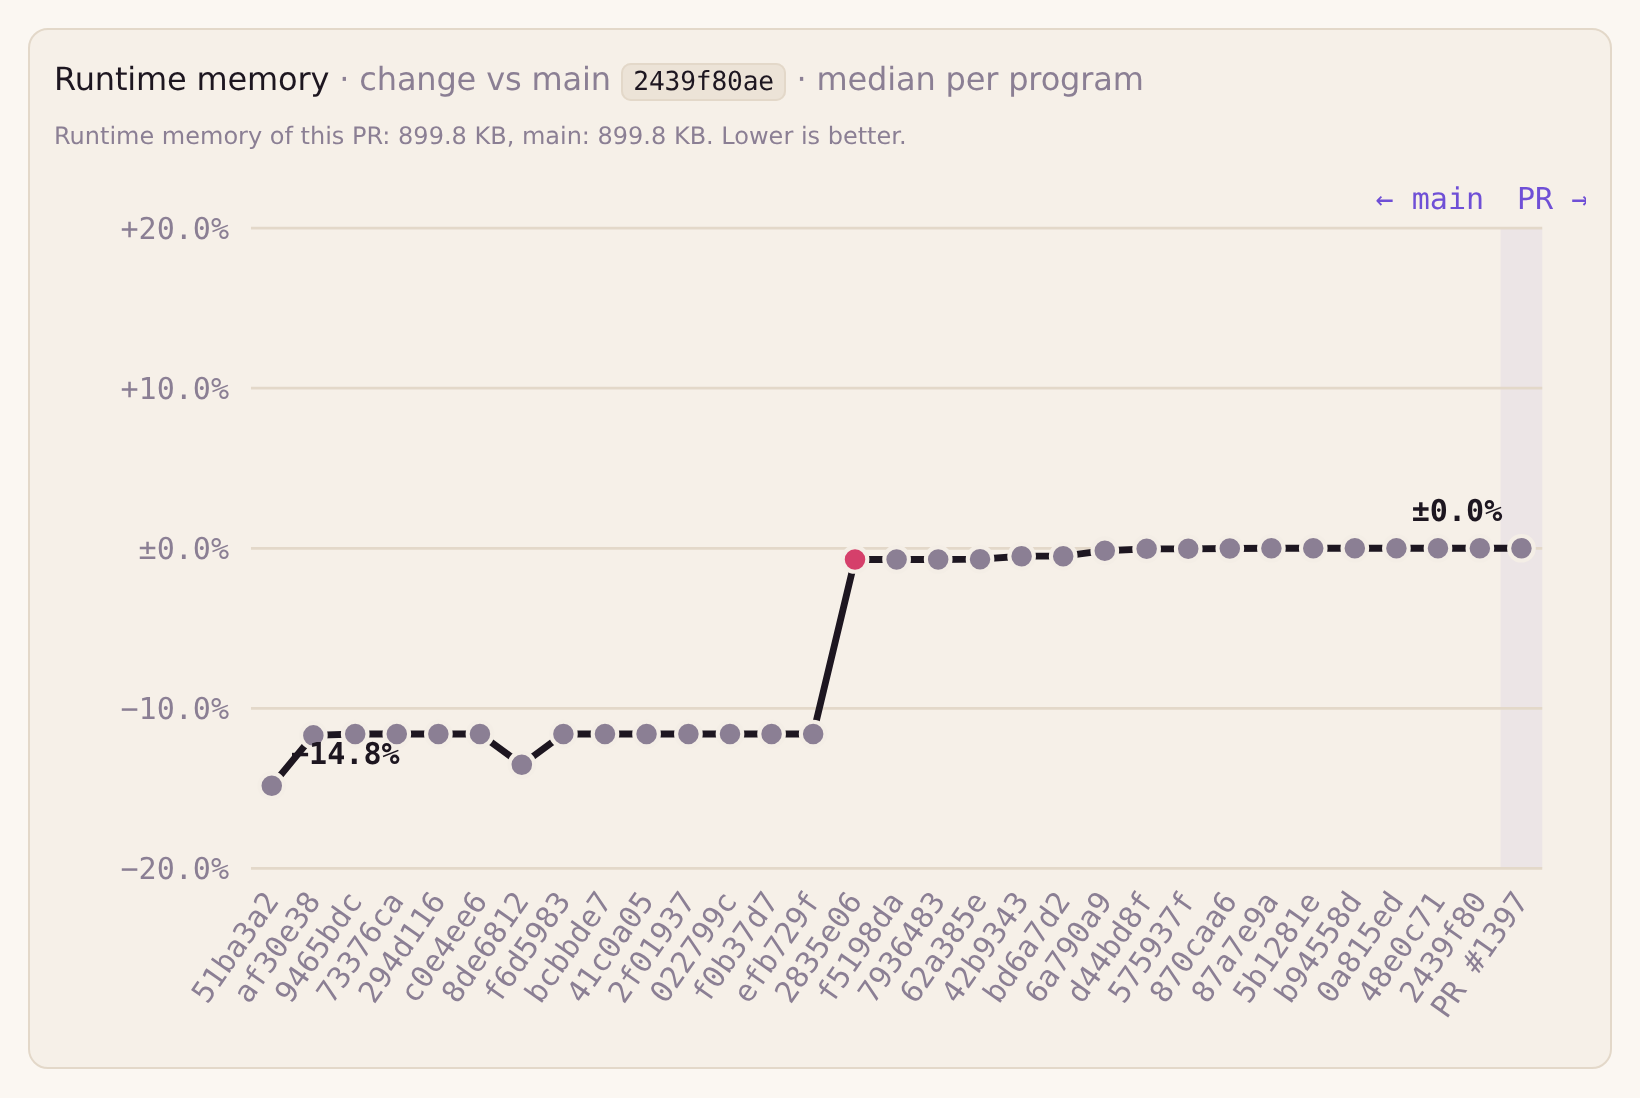 Runtime memory · change vs main 2439f80ae · median per program
Runtime memory of this PR: 899.8 KB, main: 899.8 KB. Lower is better.
← main PR →
+20.0%
+10.0%
±0.0%
±0.0%
−10.0%
−14.8%
−20.0%
51ba3a2
af30e38
9465bdc
73376ca
294d116
c0e4ee6
8de6812
f6d5983
bcbbde7
41c0a05
2f01937
022799c
f0b37d7
efb729f
2835e06
f5198da
7936483
62a385e
42b9343
bd6a7d2
6a790a9
d44bd8f
575937f
870caa6
87a7e9a
5b1281e
b94558d
0a815ed
48e0c71
2439f80
PR #1397